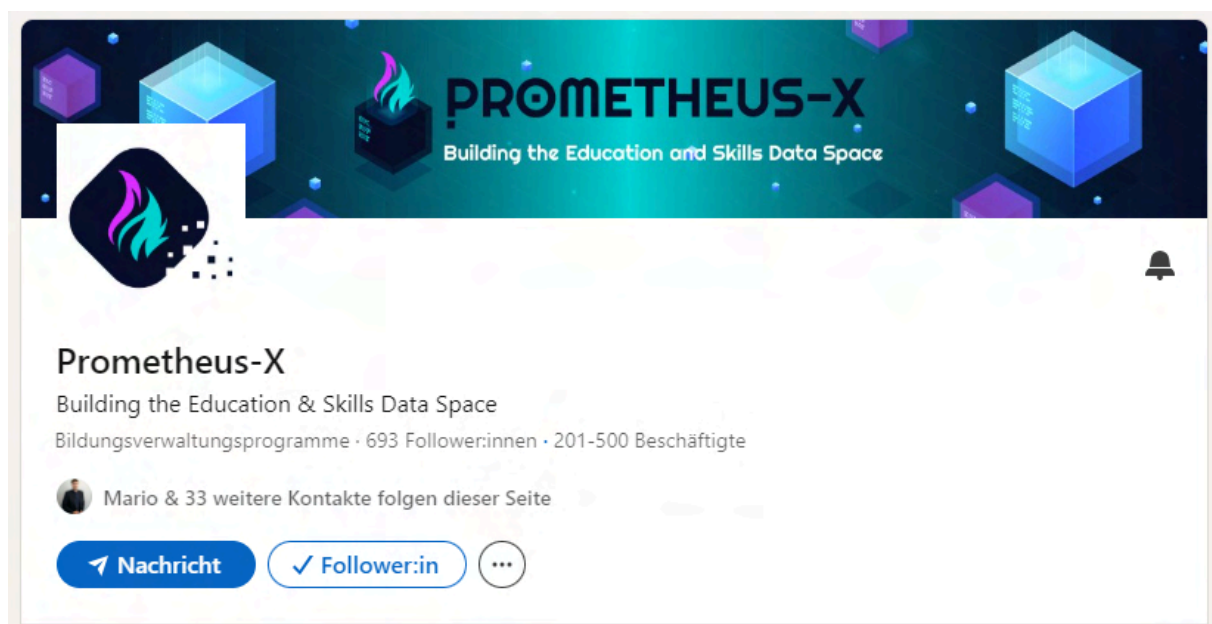 PROMETHEUS-X
Building the Education and Skills Data Space
Prometheus-X
Building the Education & Skills Data Space
Bildungsverwaltungsprogramme · 693 Follower:innen · 201-500 Beschäftigte
Mario & 33 weitere Kontakte folgen dieser Seite
Nachricht
Follower:in